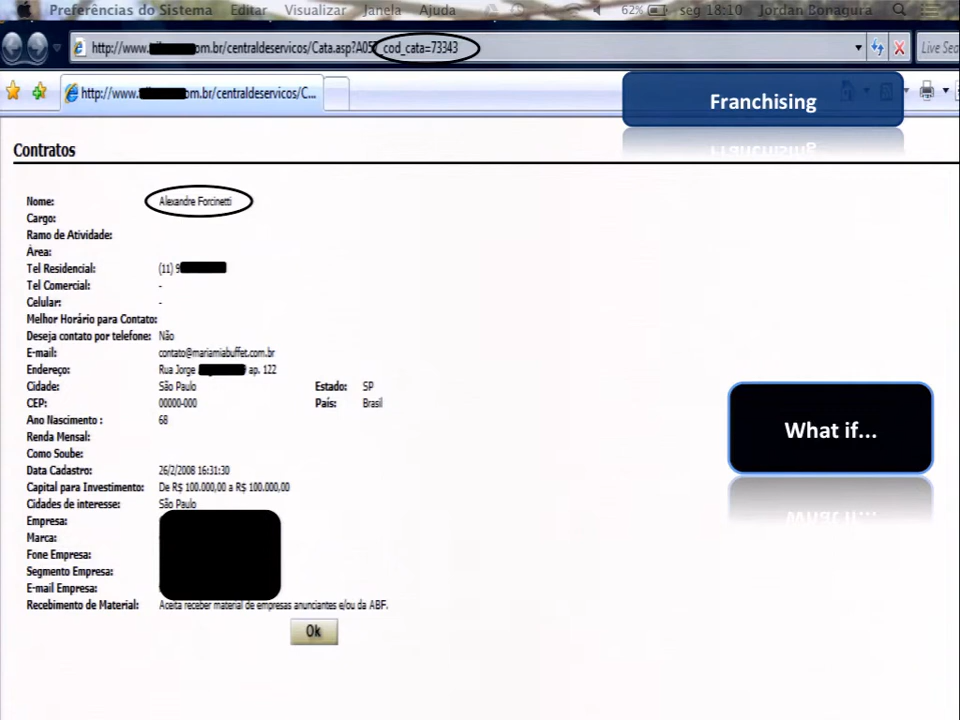 Preferências do Sistema Editar Visualizar Janela Ajuda 62% seg 18:10 Jordan Bonagura
http://www. om.br/centraldeservicos/Cata.asp?A05 cod_cata=73343 Live Sea
http://www. om.br/centraldeservicos/C...
Franchising
Contratos
Nome: Alexandre Forcinetti
Cargo:
Ramo de Atividade:
Área:
Tel Residencial: (11) 9
Tel Comercial: -
Celular: -
Melhor Horário para Contato:
Deseja contato por telefone: Não
E-mail: contato@mariamiabuffet.com.br
Endereço: Rua Jorge ap. 122
Cidade: São Paulo Estado: SP
CEP: 00000-000 País: Brasil
Ano Nascimento : 68
What if...
Renda Mensal:
Como Soube:
Data Cadastro: 26/2/2008 16:31:30
Capital para Investimento: De R$ 100.000,00 a R$ 100.000,00
Cidades de interesse: São Paulo
Empresa:
Marca:
Fone Empresa:
Segmento Empresa:
E-mail Empresa:
Recebimento de Material: Aceita receber material de empresas anunciantes e/ou da ABF.
Ok